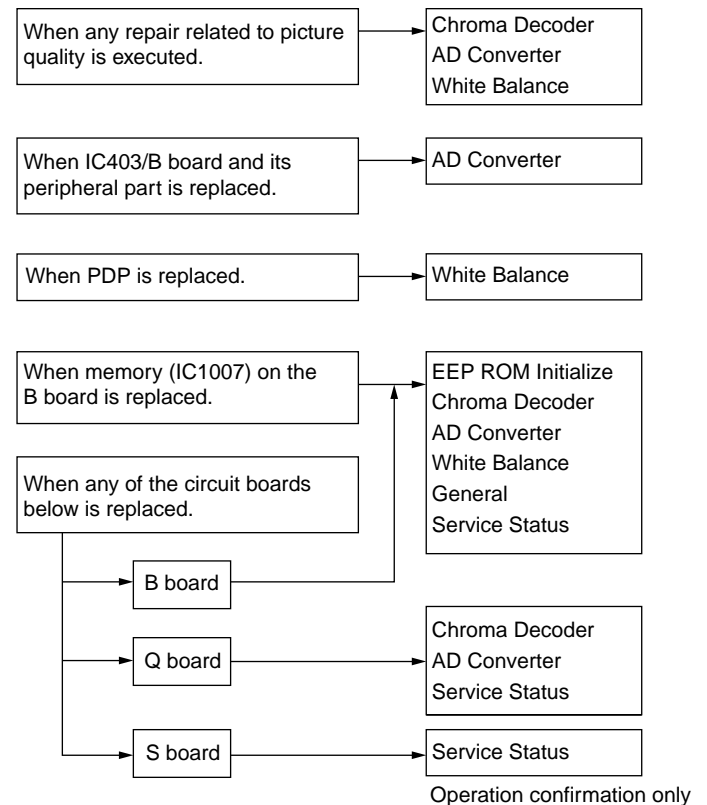 When any repair related to picture
quality is executed.
Chroma Decoder
AD Converter
White Balance
When IC403/B board and its
peripheral part is replaced.
AD Converter
When PDP is replaced.
White Balance
When memory (IC1007) on the
B board is replaced.
EEP ROM Initialize
Chroma Decoder
AD Converter
White Balance
General
Service Status
When any of the circuit boards
below is replaced.
B board
Q board
Chroma Decoder
AD Converter
Service Status
S board
Service Status
Operation confirmation only